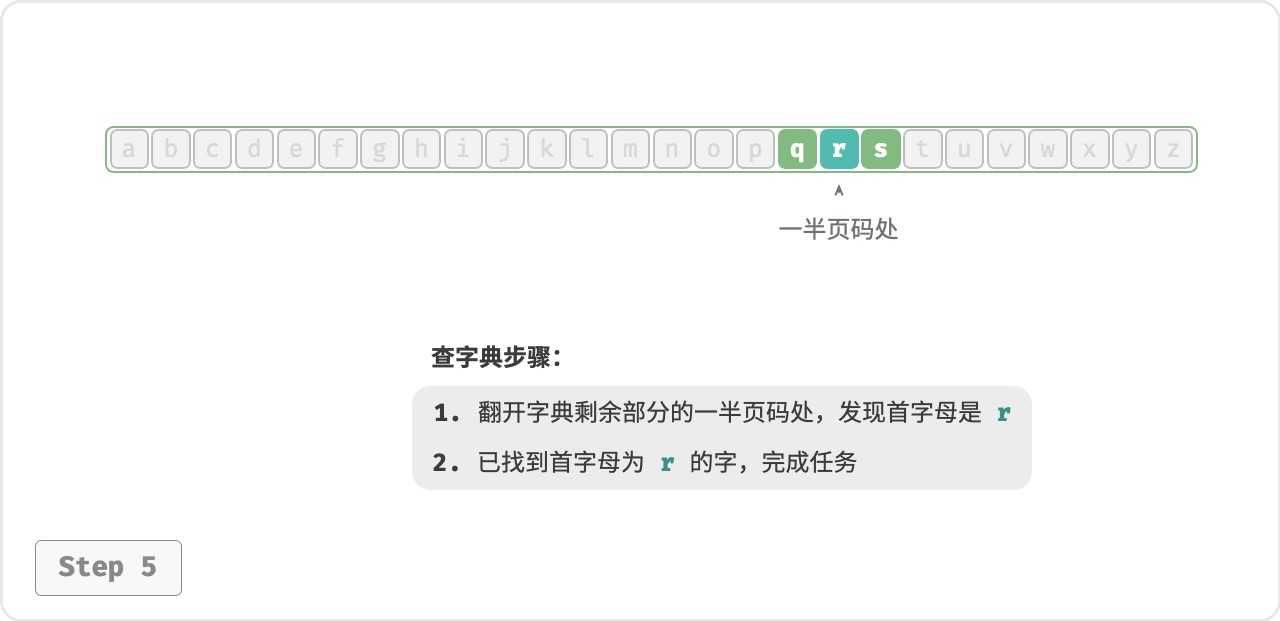 a b c d e f g h i j k l m n o p q r s t u v w x y z
一半页码处
查字典步骤：
1. 翻开字典剩余部分的一半页码处，发现首字母是 r
2. 已找到首字母为 r 的字，完成任务
Step 5